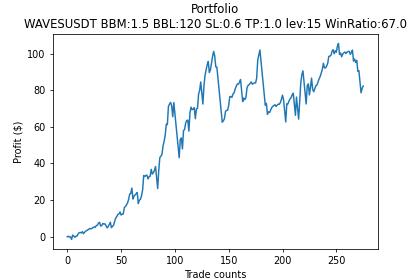 Portfolio
WAVESUSDT BBM:1.5 BBL:120 SL:0.6 TP:1.0 lev:15 WinRatio:67.0
100
80
60
40
20
0
Profit ($)
0 50 100 150 200 250
Trade counts